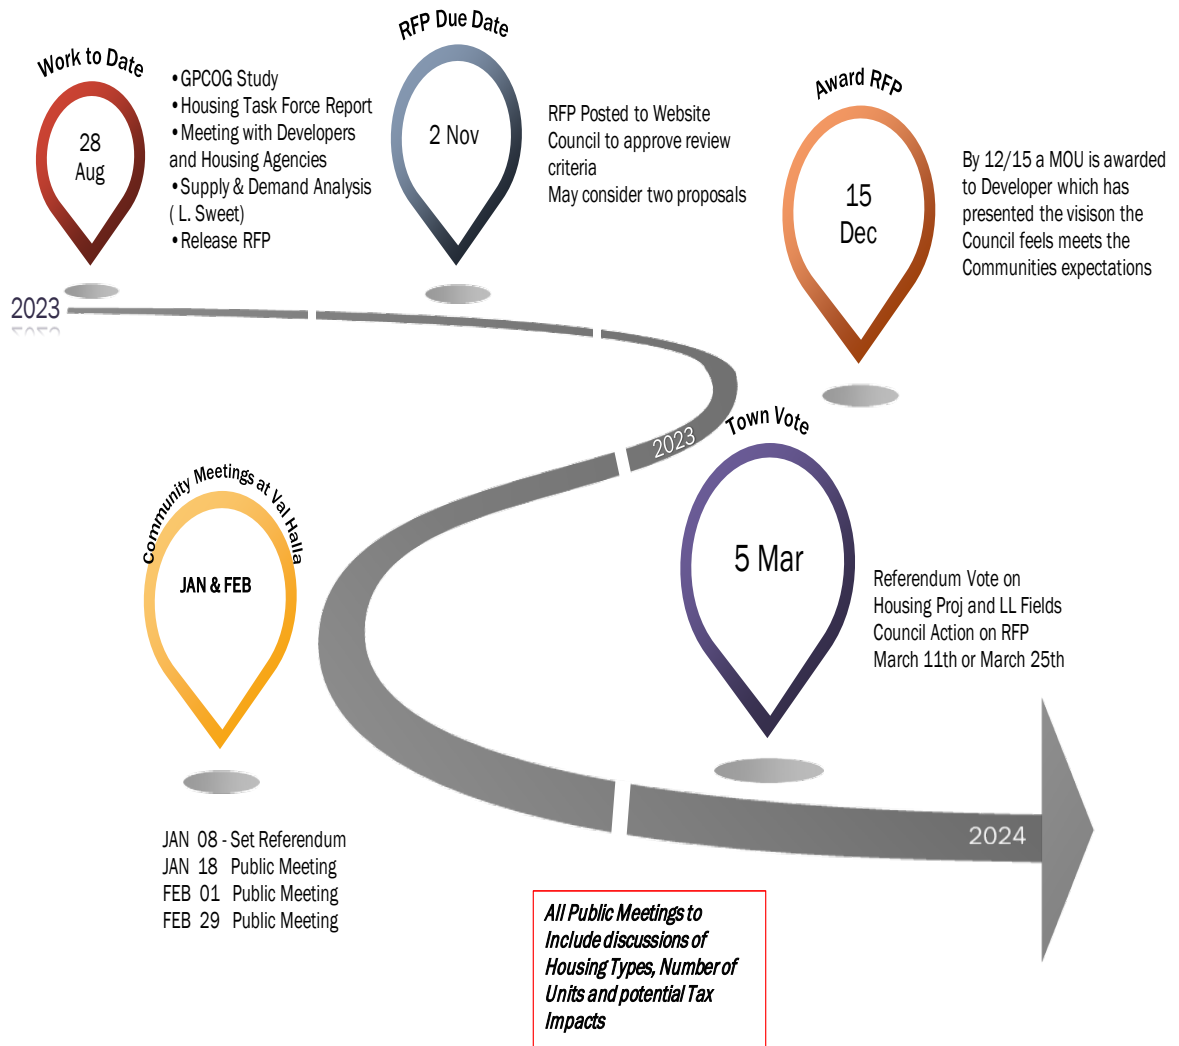 Work to Date
28
Aug
•GPCOG Study
•Housing Task Force Report
•Meeting with Developers
and Housing Agencies
•Supply & Demand Analysis
( L. Sweet)
•Release RFP
RFP Due Date
2 Nov
RFP Posted to Website
Council to approve review
criteria
May consider two proposals
Award RFP
15
Dec
By 12/15 a MOU is awarded
to Developer which has
presented the visison the
Council feels meets the
Communities expectations
2023
2023
Town Vote
5 Mar
Referendum Vote on
Housing Proj and LL Fields
Council Action on RFP
March 11th or March 25th
Community Meetings at Val Halla
JAN & FEB
JAN 08 - Set Referendum
JAN 18 Public Meeting
FEB 01 Public Meeting
FEB 29 Public Meeting
2024
All Public Meetings to
Include discussions of
Housing Types, Number of
Units and potential Tax
Impacts